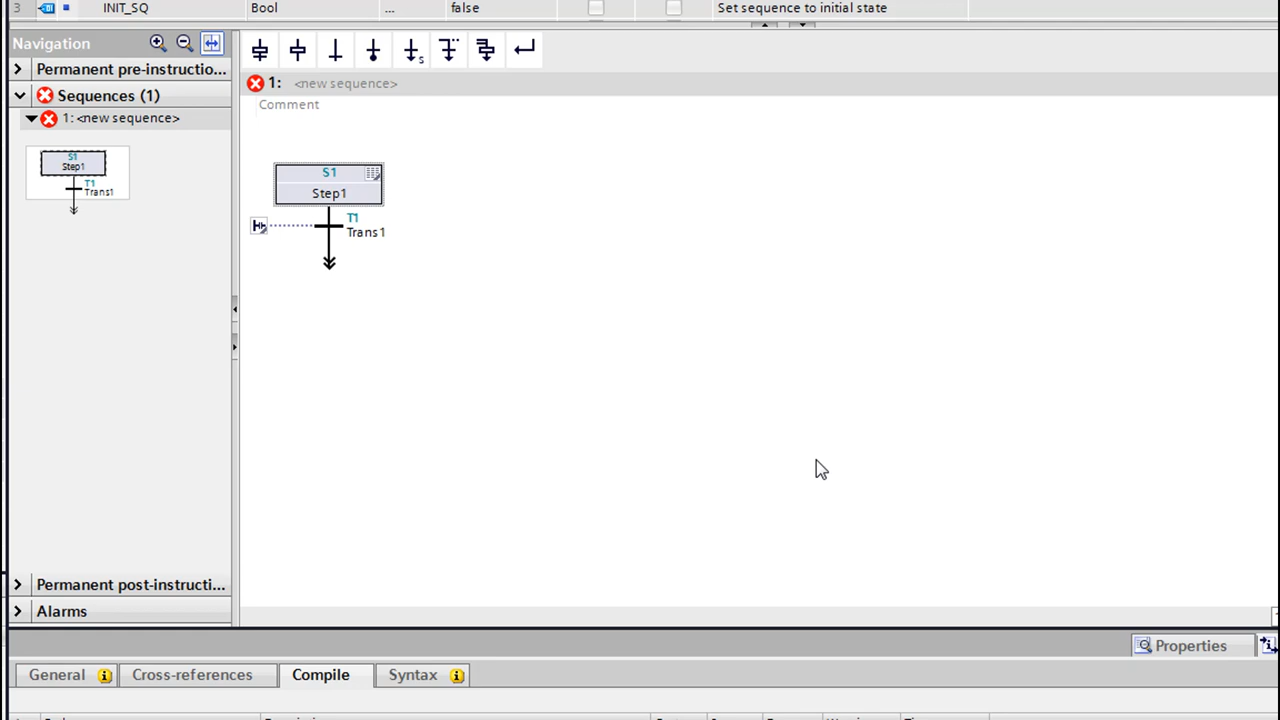 3 INIT_SQ Bool ... false Set sequence to initial state
Navigation
Permanent pre-instructio...
Sequences (1)
1: <new sequence>
S1
Step1
T1
Trans1
Permanent post-instructi...
Alarms
s
1: <new sequence>
Comment
S1
Step1
T1
Trans1
Properties
General Cross-references Compile Syntax